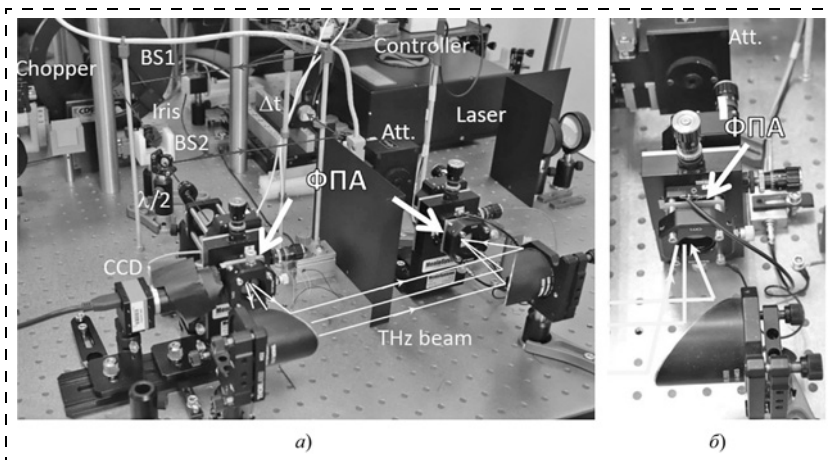 Chopper
BS1
Controller
Att.
Iris
Δt
Laser
BS2
Att.
ФПА
ФПА
λ/2
CCD
THz beam
а)
б)